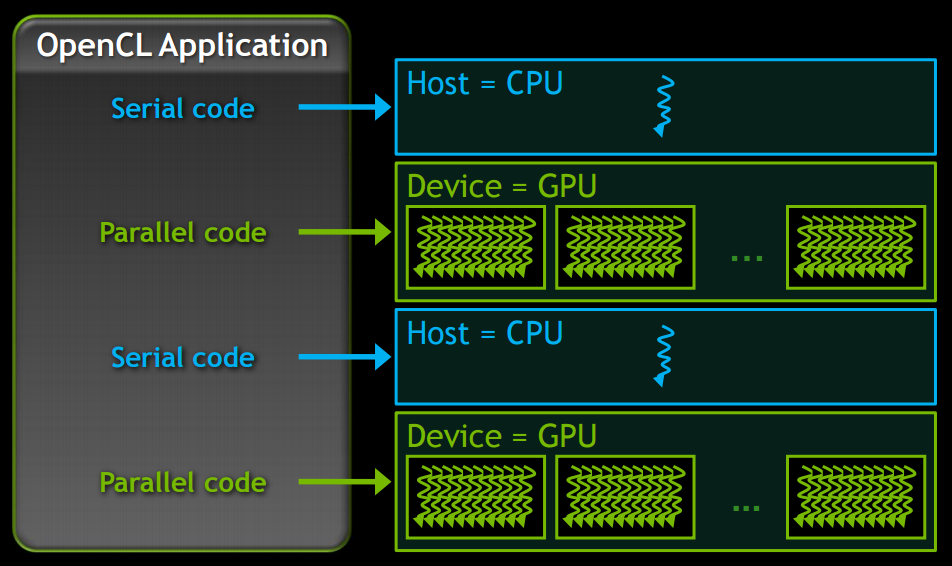 OpenCL Application
Serial code
Host = CPU
Parallel code
Device = GPU
...
Serial code
Host = CPU
Parallel code
Device = GPU
...